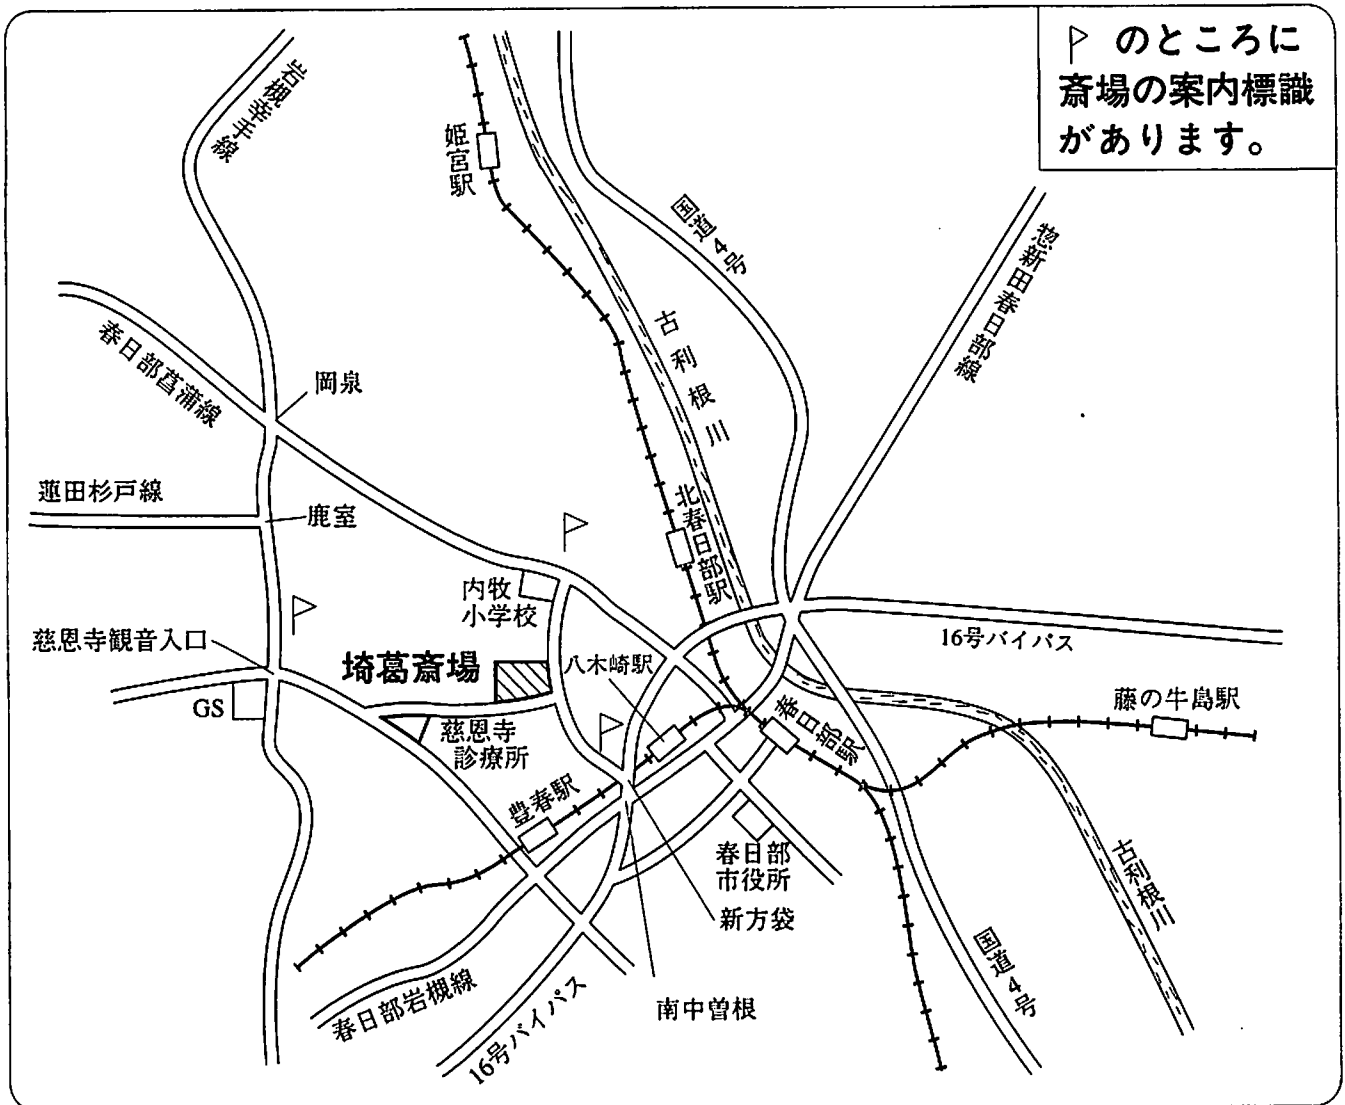 のところに
斎場の案内標識
があります。
岩槻幸手線
姫宮駅
国道4号
惣新田春日部線
古利根川
春日部菖蒲線
岡泉
蓮田杉戸線
鹿室
北春日部駅
内牧
小学校
慈恩寺観音入口
埼葛斎場
八木崎駅
16号バイパス
GS
慈恩寺
診療所
春日部駅
藤の牛島駅
豊春駅
春日部
市役所
古利根川
新方袋
国道4号
春日部岩槻線
16号バイパス
南中曽根